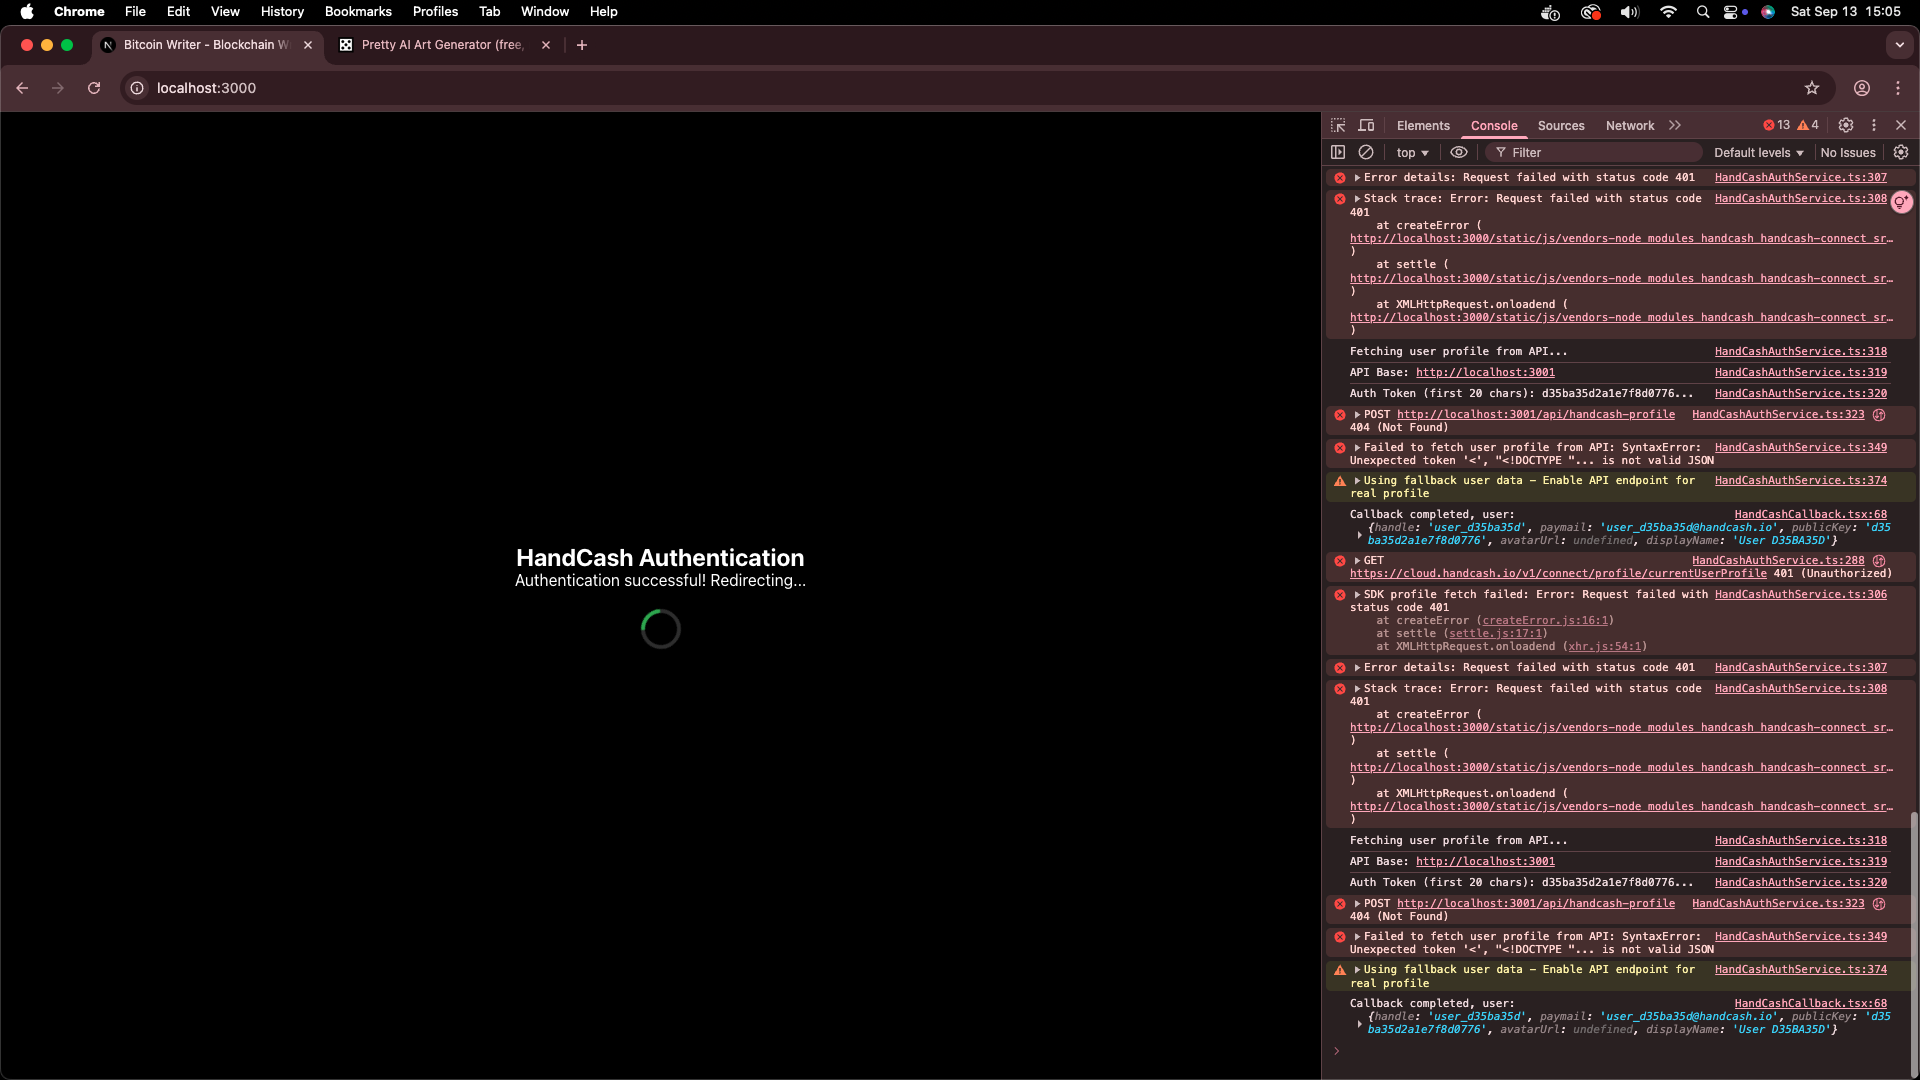 Chrome File Edit View History Bookmarks Profiles Tab Window Help Sat Sep 13 15:05
Bitcoin Writer - Blockchain W
Pretty AI Art Generator (free,
localhost:3000
HandCash Authentication
Authentication successful! Redirecting...
Elements Console Sources Network 13 4
top Filter Default levels No Issues
Error details: Request failed with status code 401 HandCashAuthService.ts:307
Stack trace: Error: Request failed with status code HandCashAuthService.ts:308
401
at createError (
http://localhost:3000/static/js/vendors-node_modules_handcash_handcash-connect_sr…
)
at settle (
http://localhost:3000/static/js/vendors-node_modules_handcash_handcash-connect_sr…
)
at XMLHttpRequest.onloadend (
http://localhost:3000/static/js/vendors-node_modules_handcash_handcash-connect_sr…
)
Fetching user profile from API... HandCashAuthService.ts:318
API Base: http://localhost:3001 HandCashAuthService.ts:319
Auth Token (first 20 chars): d35ba35d2a1e7f8d0776... HandCashAuthService.ts:320
POST http://localhost:3001/api/handcash-profile HandCashAuthService.ts:323
404 (Not Found)
Failed to fetch user profile from API: SyntaxError: HandCashAuthService.ts:349
Unexpected token '<', "<!DOCTYPE "... is not valid JSON
Using fallback user data - Enable API endpoint for HandCashAuthService.ts:374
real profile
Callback completed, user: HandCashCallback.tsx:68
{handle: 'user_d35ba35d', paymail: 'user_d35ba35d@handcash.io', publicKey: 'd35
ba35d2a1e7f8d0776', avatarUrl: undefined, displayName: 'User D35BA35D'}
GET HandCashAuthService.ts:288
https://cloud.handcash.io/v1/connect/profile/currentUserProfile 401 (Unauthorized)
SDK profile fetch failed: Error: Request failed with HandCashAuthService.ts:306
status code 401
at createError (createError.js:16:1)
at settle (settle.js:17:1)
at XMLHttpRequest.onloadend (xhr.js:54:1)
Error details: Request failed with status code 401 HandCashAuthService.ts:307
Stack trace: Error: Request failed with status code HandCashAuthService.ts:308
401
at createError (
http://localhost:3000/static/js/vendors-node_modules_handcash_handcash-connect_sr…
)
at settle (
http://localhost:3000/static/js/vendors-node_modules_handcash_handcash-connect_sr…
)
at XMLHttpRequest.onloadend (
http://localhost:3000/static/js/vendors-node_modules_handcash_handcash-connect_sr…
)
Fetching user profile from API... HandCashAuthService.ts:318
API Base: http://localhost:3001 HandCashAuthService.ts:319
Auth Token (first 20 chars): d35ba35d2a1e7f8d0776... HandCashAuthService.ts:320
POST http://localhost:3001/api/handcash-profile HandCashAuthService.ts:323
404 (Not Found)
Failed to fetch user profile from API: SyntaxError: HandCashAuthService.ts:349
Unexpected token '<', "<!DOCTYPE "... is not valid JSON
Using fallback user data - Enable API endpoint for HandCashAuthService.ts:374
real profile
Callback completed, user: HandCashCallback.tsx:68
{handle: 'user_d35ba35d', paymail: 'user_d35ba35d@handcash.io', publicKey: 'd35
ba35d2a1e7f8d0776', avatarUrl: undefined, displayName: 'User D35BA35D'}